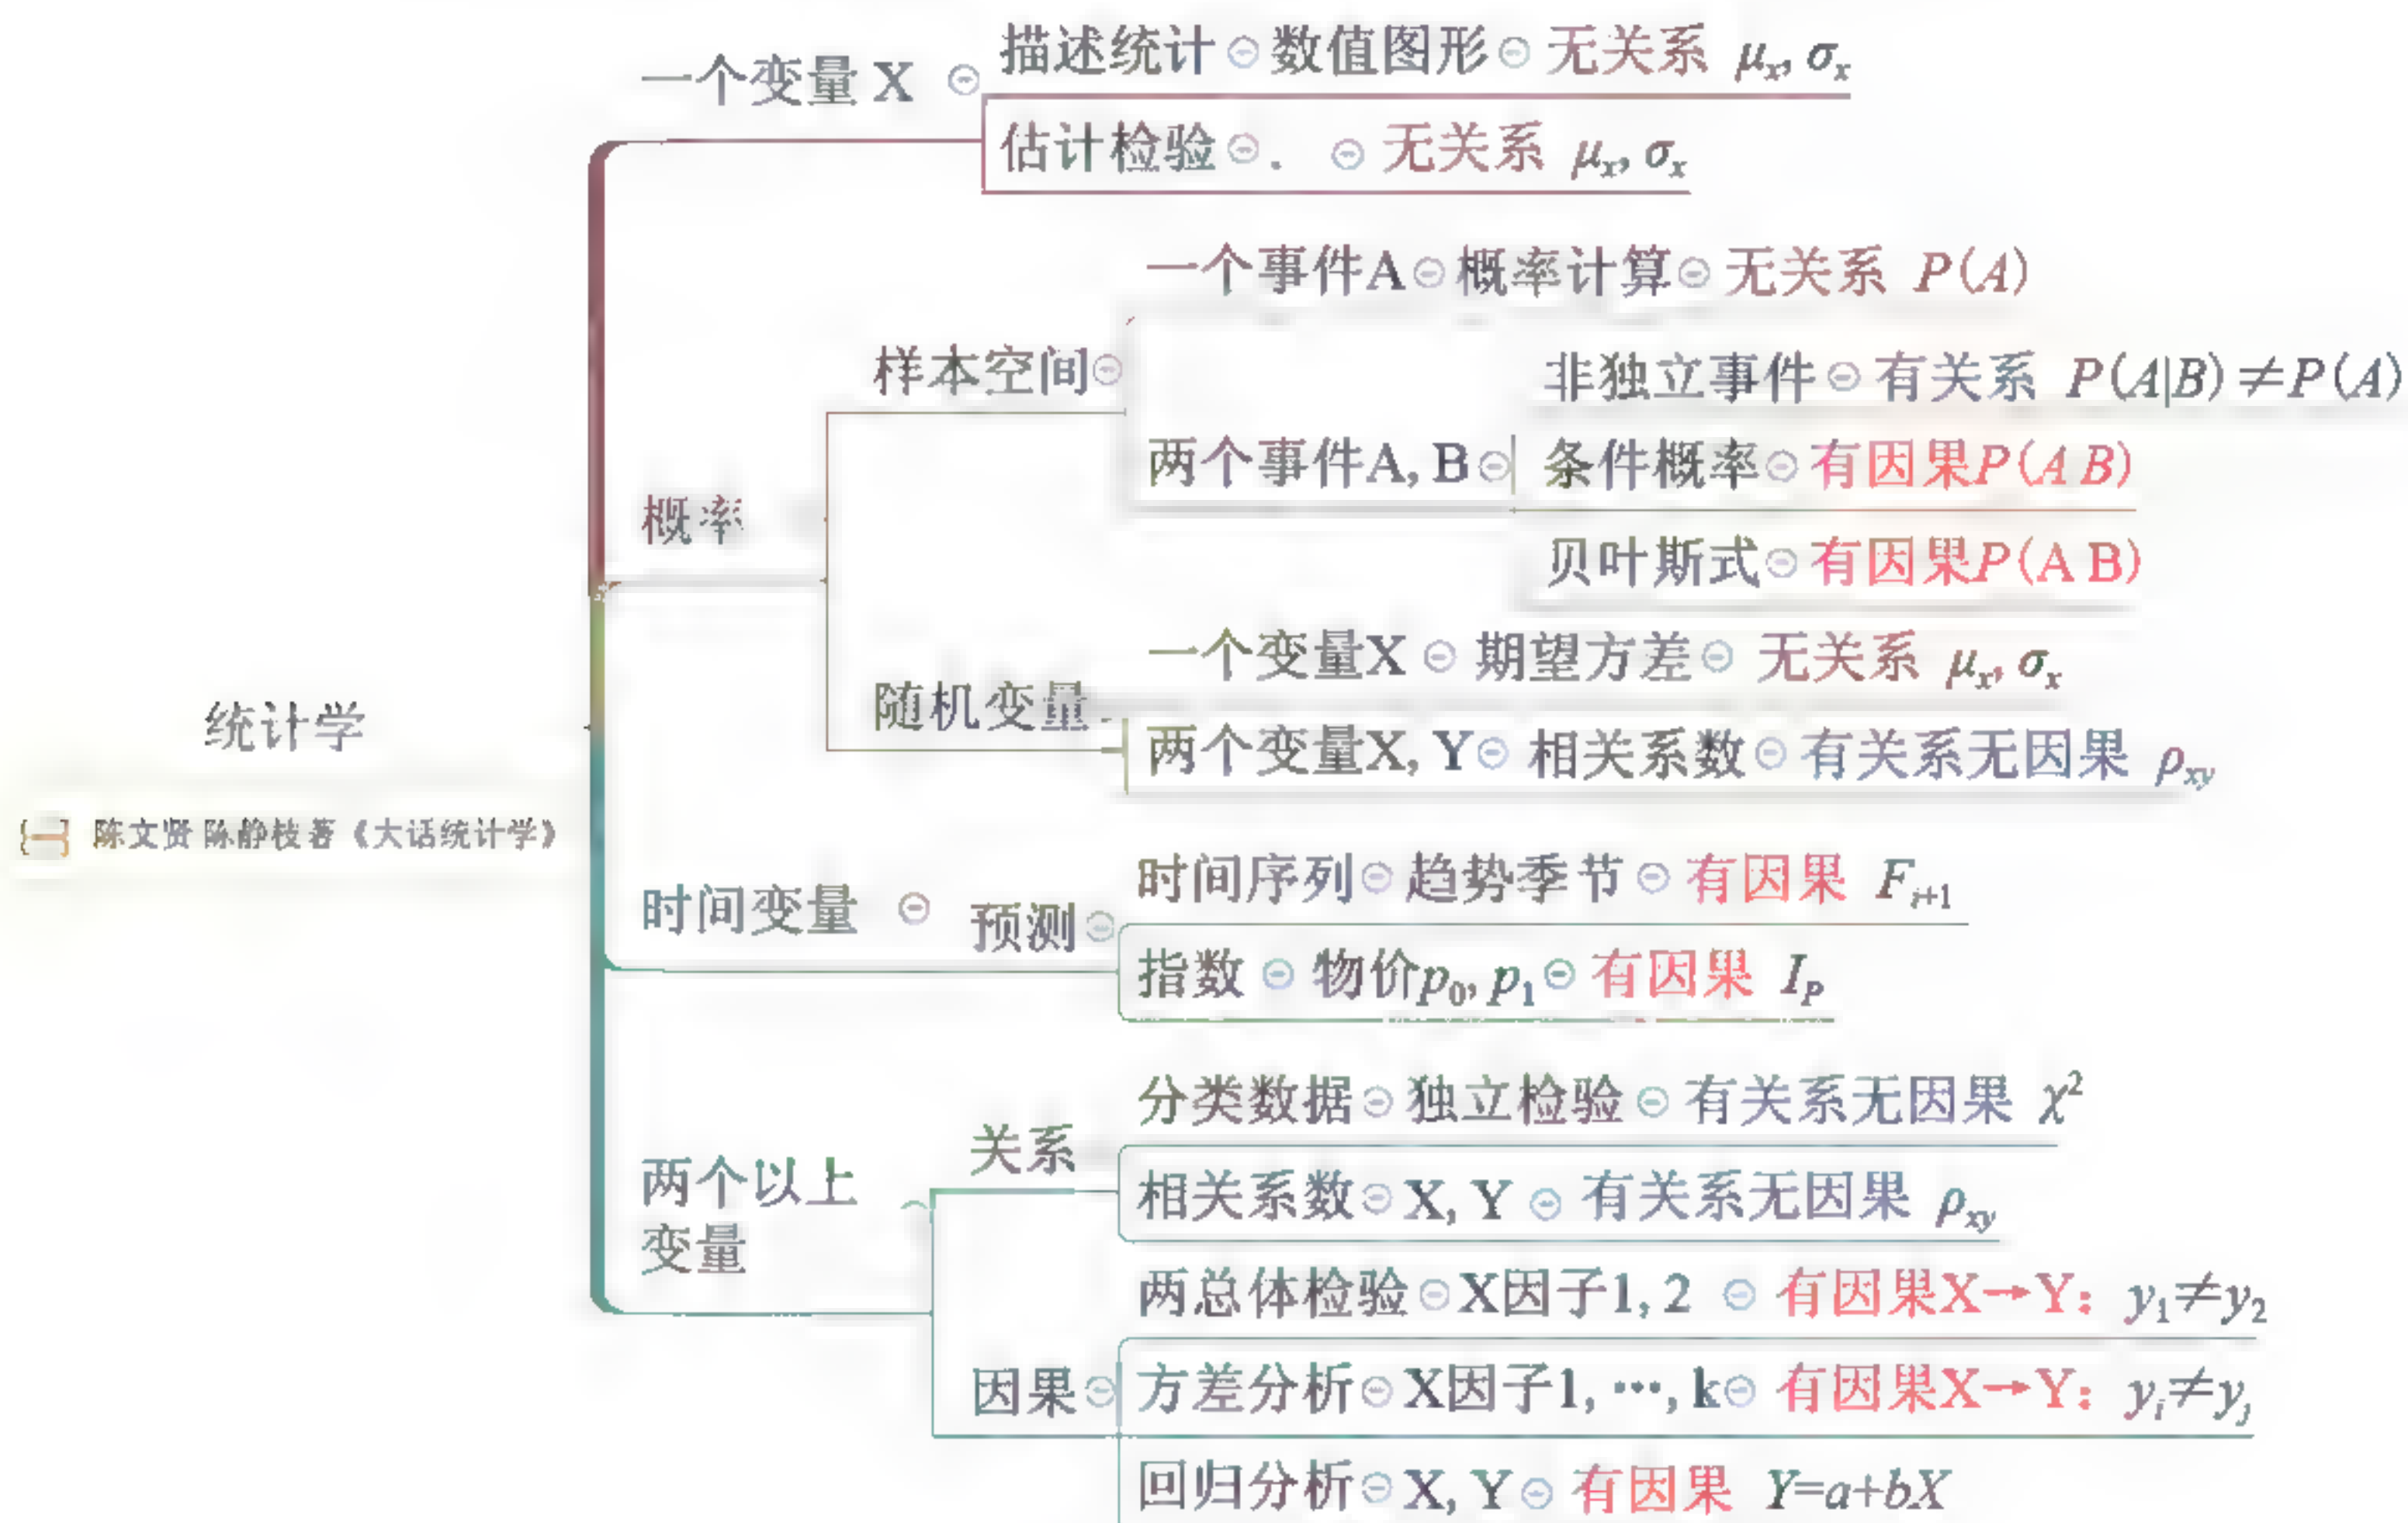 一个变量 X
描述统计 数值图形 无关系 μx, σx
估计检验 . 无关系 μx, σx
一个事件A 概率计算 无关系 P(A)
样本空间
非独立事件 有关系 P(A|B)≠P(A)
两个事件A, B
条件概率 有因果P(A B)
概率
贝叶斯式 有因果P(A B)
一个变量X 期望方差 无关系 μx, σx
随机变量
两个变量X, Y 相关系数 有关系无因果 ρxy
统计学
陈文贤 陈静枝著《大话统计学》
时间变量
预测
时间序列 趋势季节 有因果 Ft+1
指数 物价p0, p1 有因果 IP
两个以上
变量
关系
分类数据 独立检验 有关系无因果 χ²
相关系数 X, Y 有关系无因果 ρxy
因果
两总体检验 X因子1, 2 有因果X→Y: y1≠y2
方差分析 X因子1, ···, k 有因果X→Y: yi≠yj
回归分析 X, Y 有因果 Y=a+bX